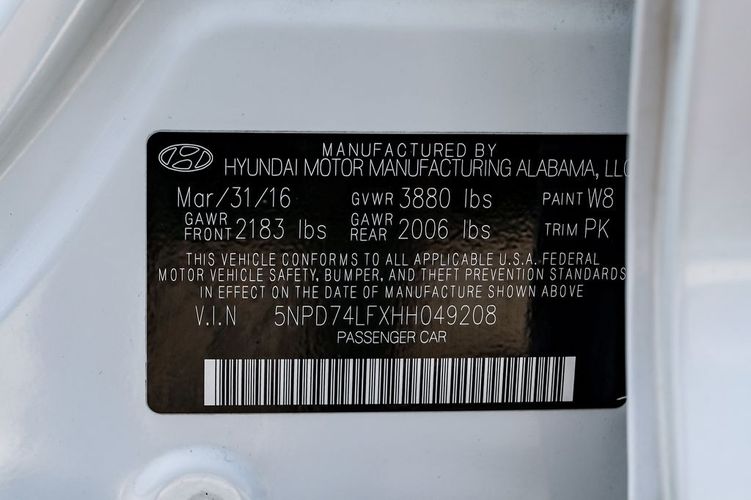 MANUFACTURED BY
HYUNDAI MOTOR MANUFACTURING ALABAMA, LLC
Mar/31/16 GVWR 3880 lbs PAINT W8
GAWR FRONT 2183 lbs GAWR REAR 2006 lbs TRIM PK
THIS VEHICLE CONFORMS TO ALL APPLICABLE U.S.A. FEDERAL
MOTOR VEHICLE SAFETY, BUMPER, AND THEFT PREVENTION STANDARDS
IN EFFECT ON THE DATE OF MANUFACTURE SHOWN ABOVE
V.I.N 5NPD74LFXHH049208
PASSENGER CAR